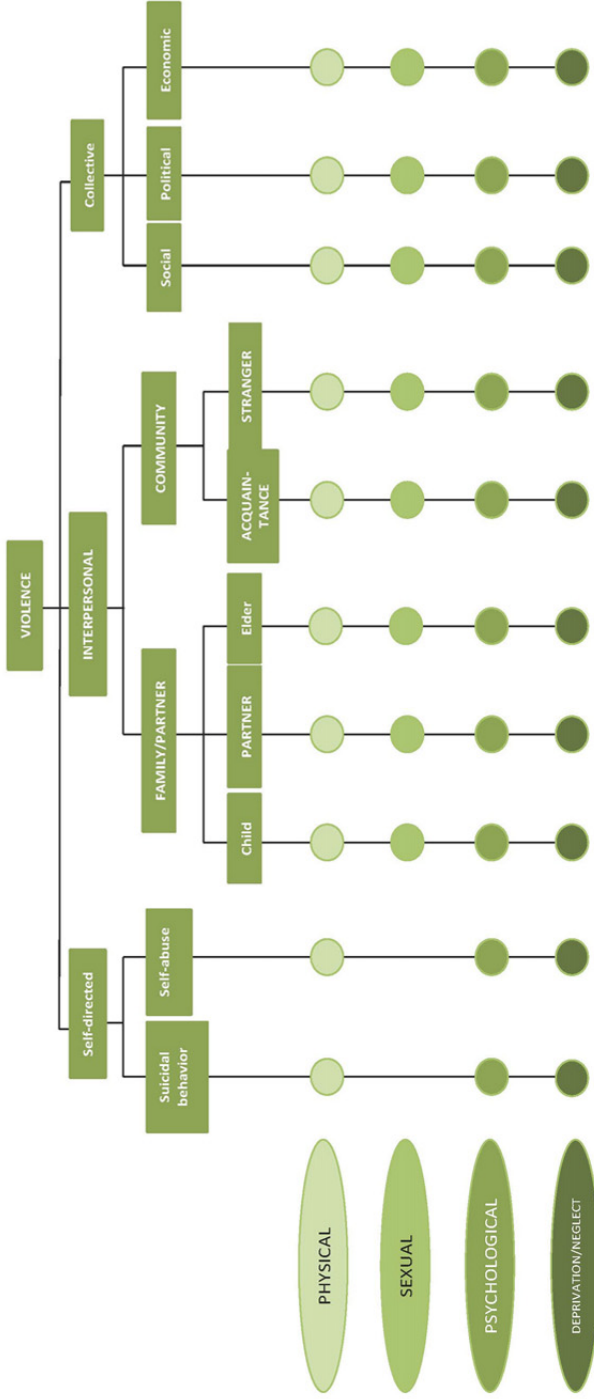 VIOLENCE
Self-directed
INTERPERSONAL
Collective
Suicidal
behavior
Self-abuse
FAMILY/PARTNER
COMMUNITY
Social
Political
Economic
Child
PARTNER
Elder
ACQUAIN-
TANCE
STRANGER
PHYSICAL
SEXUAL
PSYCHOLOGICAL
DEPRIVATION/NEGLECT